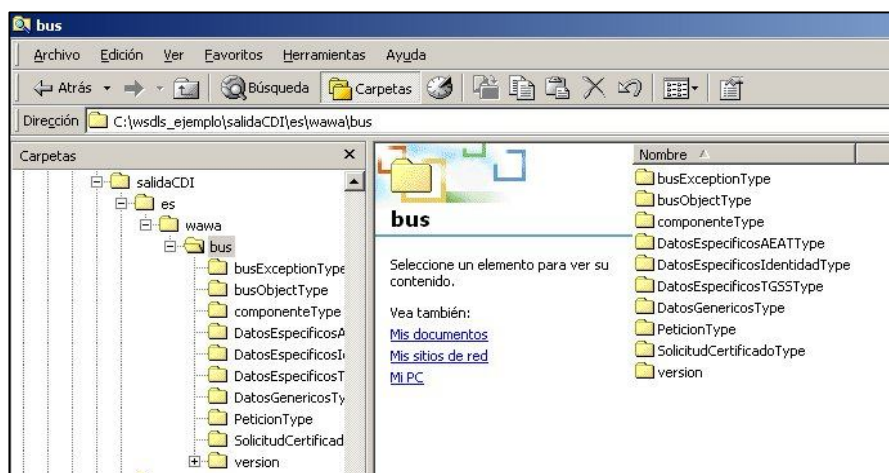 bus
Archivo Edición Ver Favoritos Herramientas Ayuda
Atrás Búsqueda Carpetas
Dirección C:\wsdls_ejemplo\salidaCDI\es\wawa\bus
Carpetas
salidaCDI
es
wawa
bus
busExceptionType
busObjectType
componenteType
DatosEspecificosA
DatosEspecificosI
DatosEspecificosT
DatosGenericosTy
PeticionType
SolicitudCertificad
version
bus
Seleccione un elemento para ver su
contenido.
Vea también:
Mis documentos
Mis sitios de red
Mi PC
Nombre
busExceptionType
busObjectType
componenteType
DatosEspecificosAEATType
DatosEspecificosIdentidadType
DatosEspecificosTGSSType
DatosGenericosType
PeticionType
SolicitudCertificadoType
version